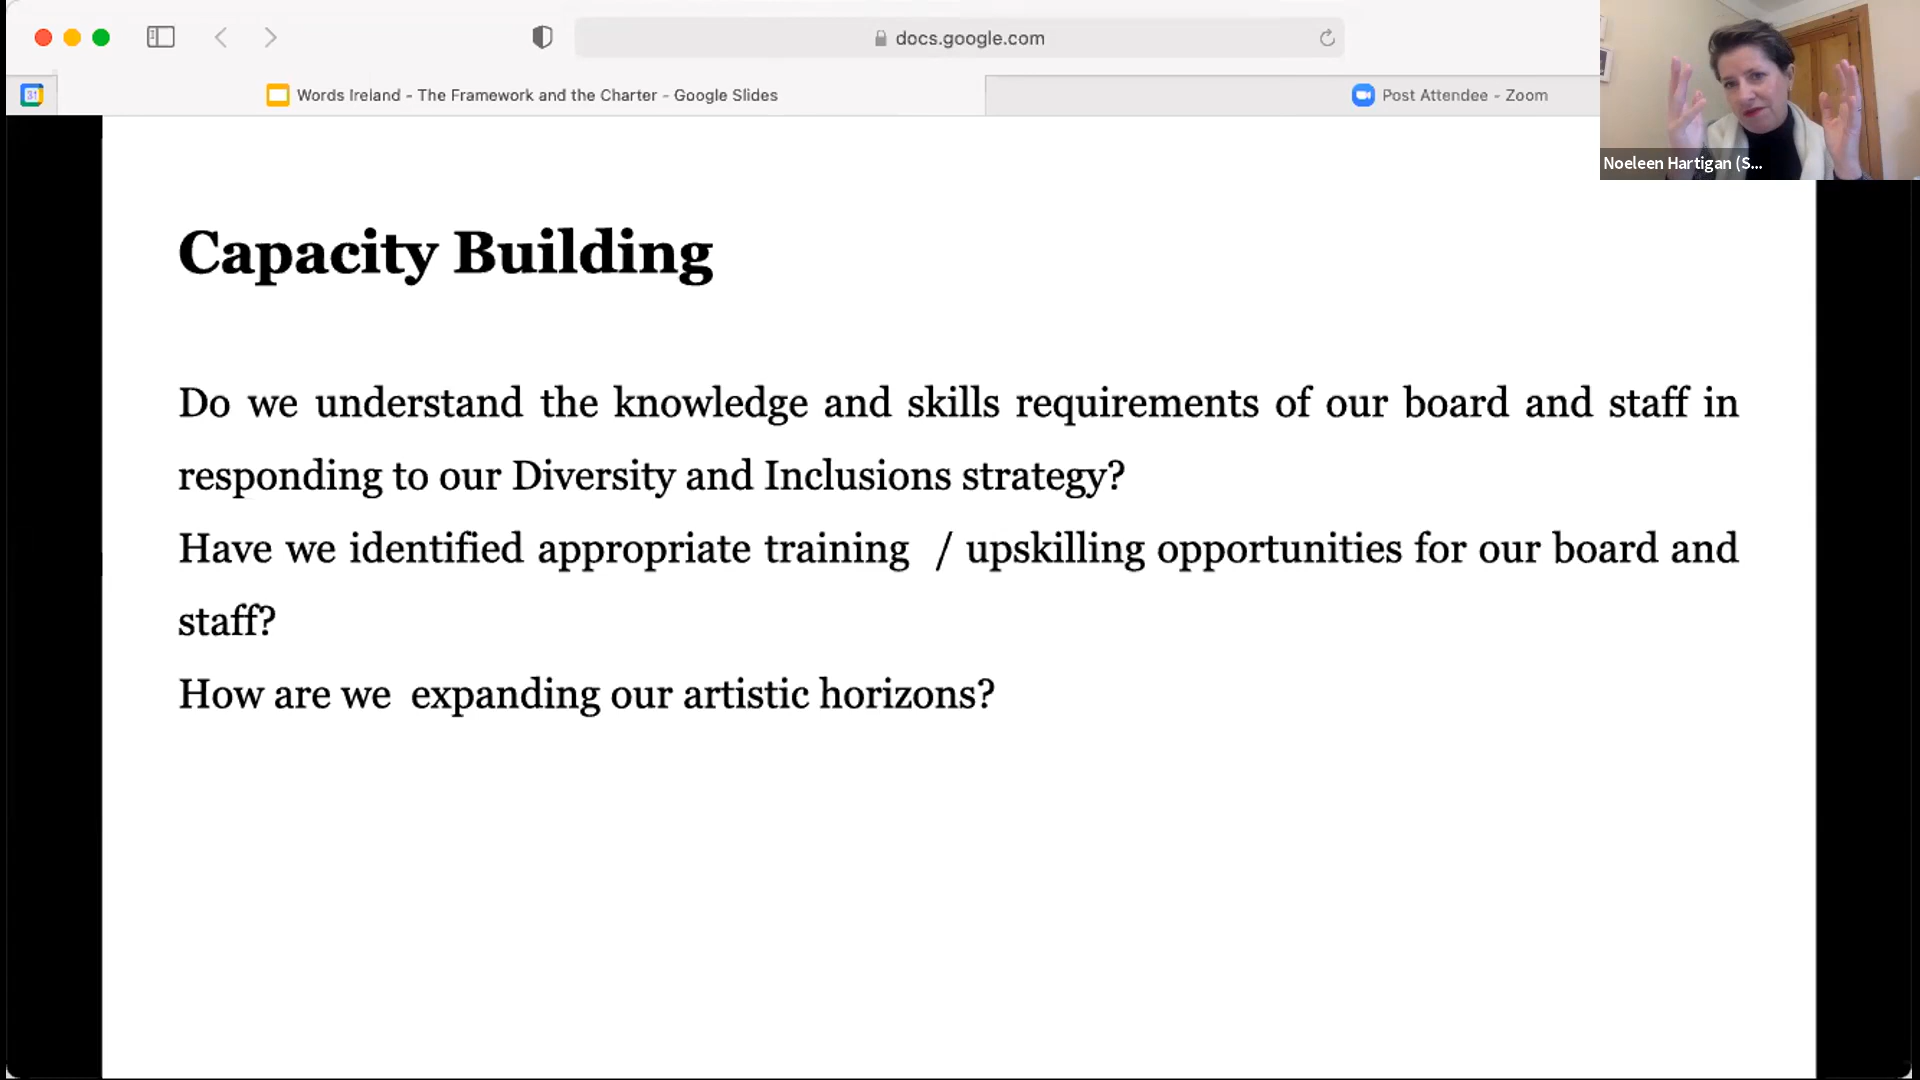 docs.google.com
31
Words Ireland - The Framework and the Charter - Google Slides
Post Attendee - Zoom
Noeleen Hartigan (S...
Capacity Building
Do we understand the knowledge and skills requirements of our board and staff in
responding to our Diversity and Inclusions strategy?
Have we identified appropriate training / upskilling opportunities for our board and
staff?
How are we expanding our artistic horizons?